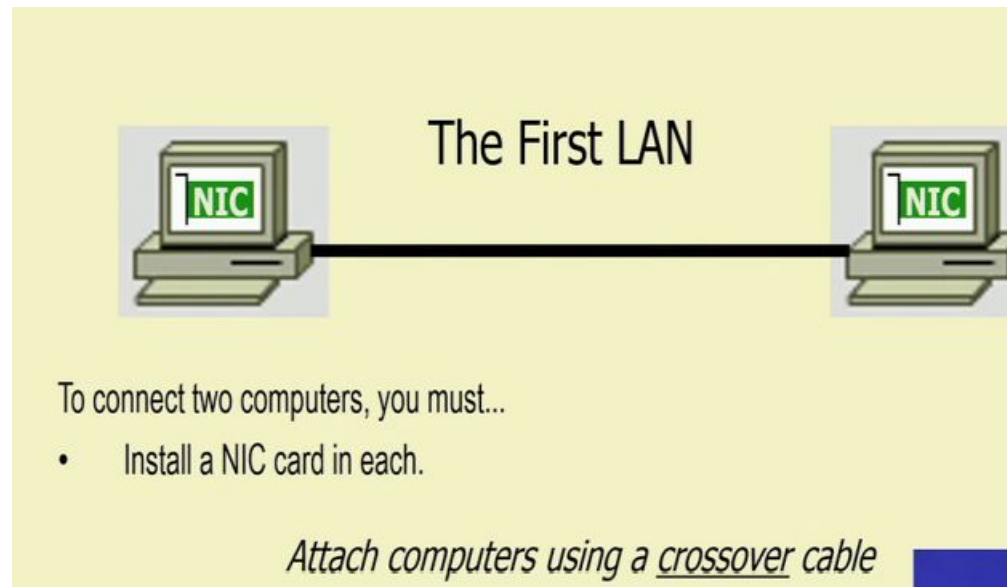 The First LAN
NIC
NIC
To connect two computers, you must...
• Install a NIC card in each.
Attach computers using a crossover cable